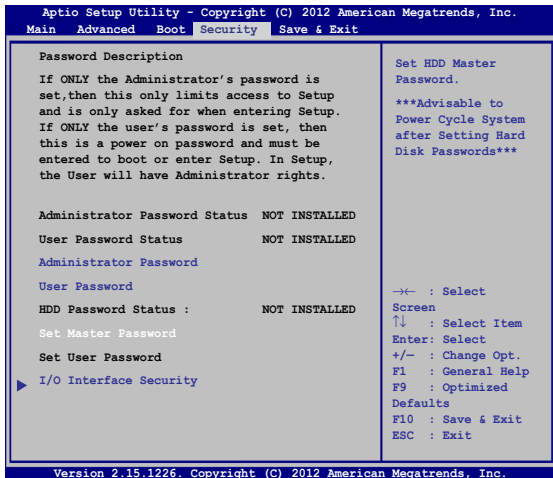 Aptio Setup Utility - Copyright (C) 2012 American Megatrends, Inc.
Main Advanced Boot Security Save & Exit
Password Description
If ONLY the Administrator's password is
set,then this only limits access to Setup
and is only asked for when entering Setup.
If ONLY the user's password is set, then
this is a power on password and must be
entered to boot or enter Setup. In Setup,
the User will have Administrator rights.
Administrator Password Status NOT INSTALLED
User Password Status NOT INSTALLED
Administrator Password
User Password
HDD Password Status : NOT INSTALLED
Set Master Password
Set User Password
I/O Interface Security
Set HDD Master
Password.
***Advisable to
Power Cycle System
after Setting Hard
Disk Passwords***
→← : Select
Screen
↑↓ : Select Item
Enter: Select
+/— : Change Opt.
F1 : General Help
F9 : Optimized
Defaults
F10 : Save & Exit
ESC : Exit
Version 2.15.1226. Copyright (C) 2012 American Megatrends, Inc.